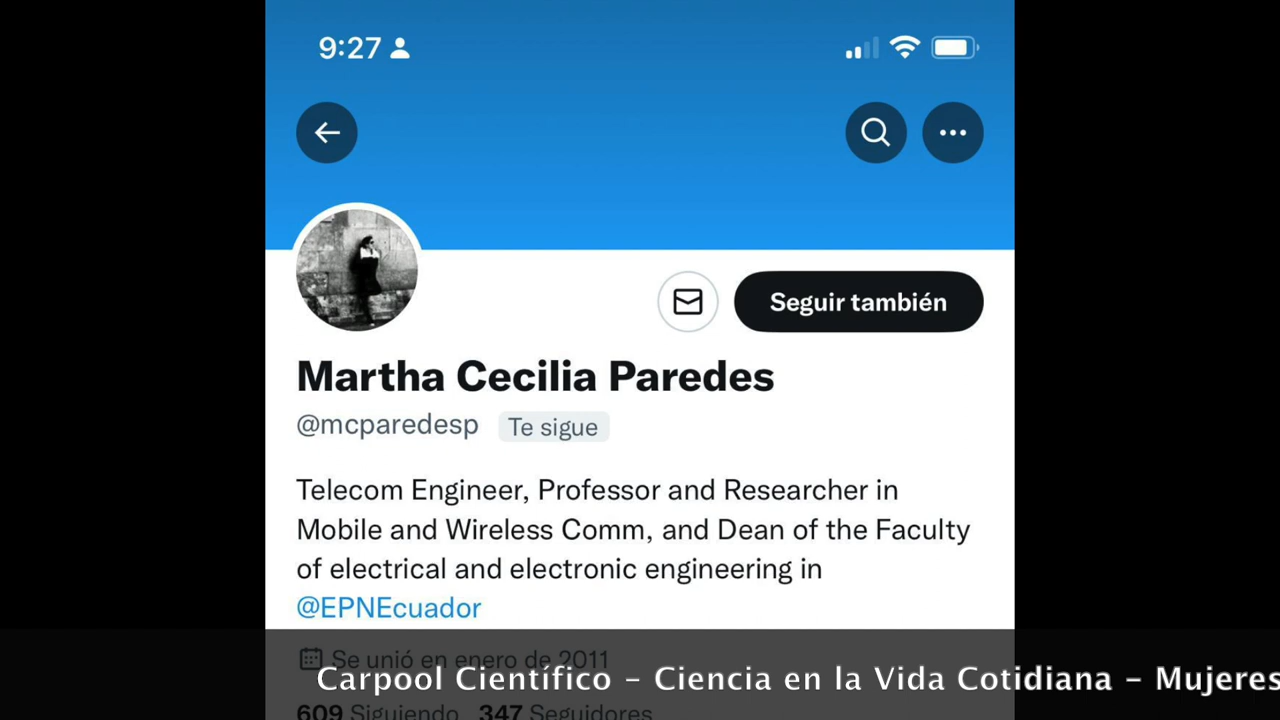 9:27
Seguir también
Martha Cecilia Paredes
@mcparedesp Te sigue
Telecom Engineer, Professor and Researcher in
Mobile and Wireless Comm, and Dean of the Faculty
of electrical and electronic engineering in
@EPNEcuador
Se unió en enero de 2011
Carpool Científico – Ciencia en la Vida Cotidiana – Mujeres
609 Siguiendo 347 Seguidores